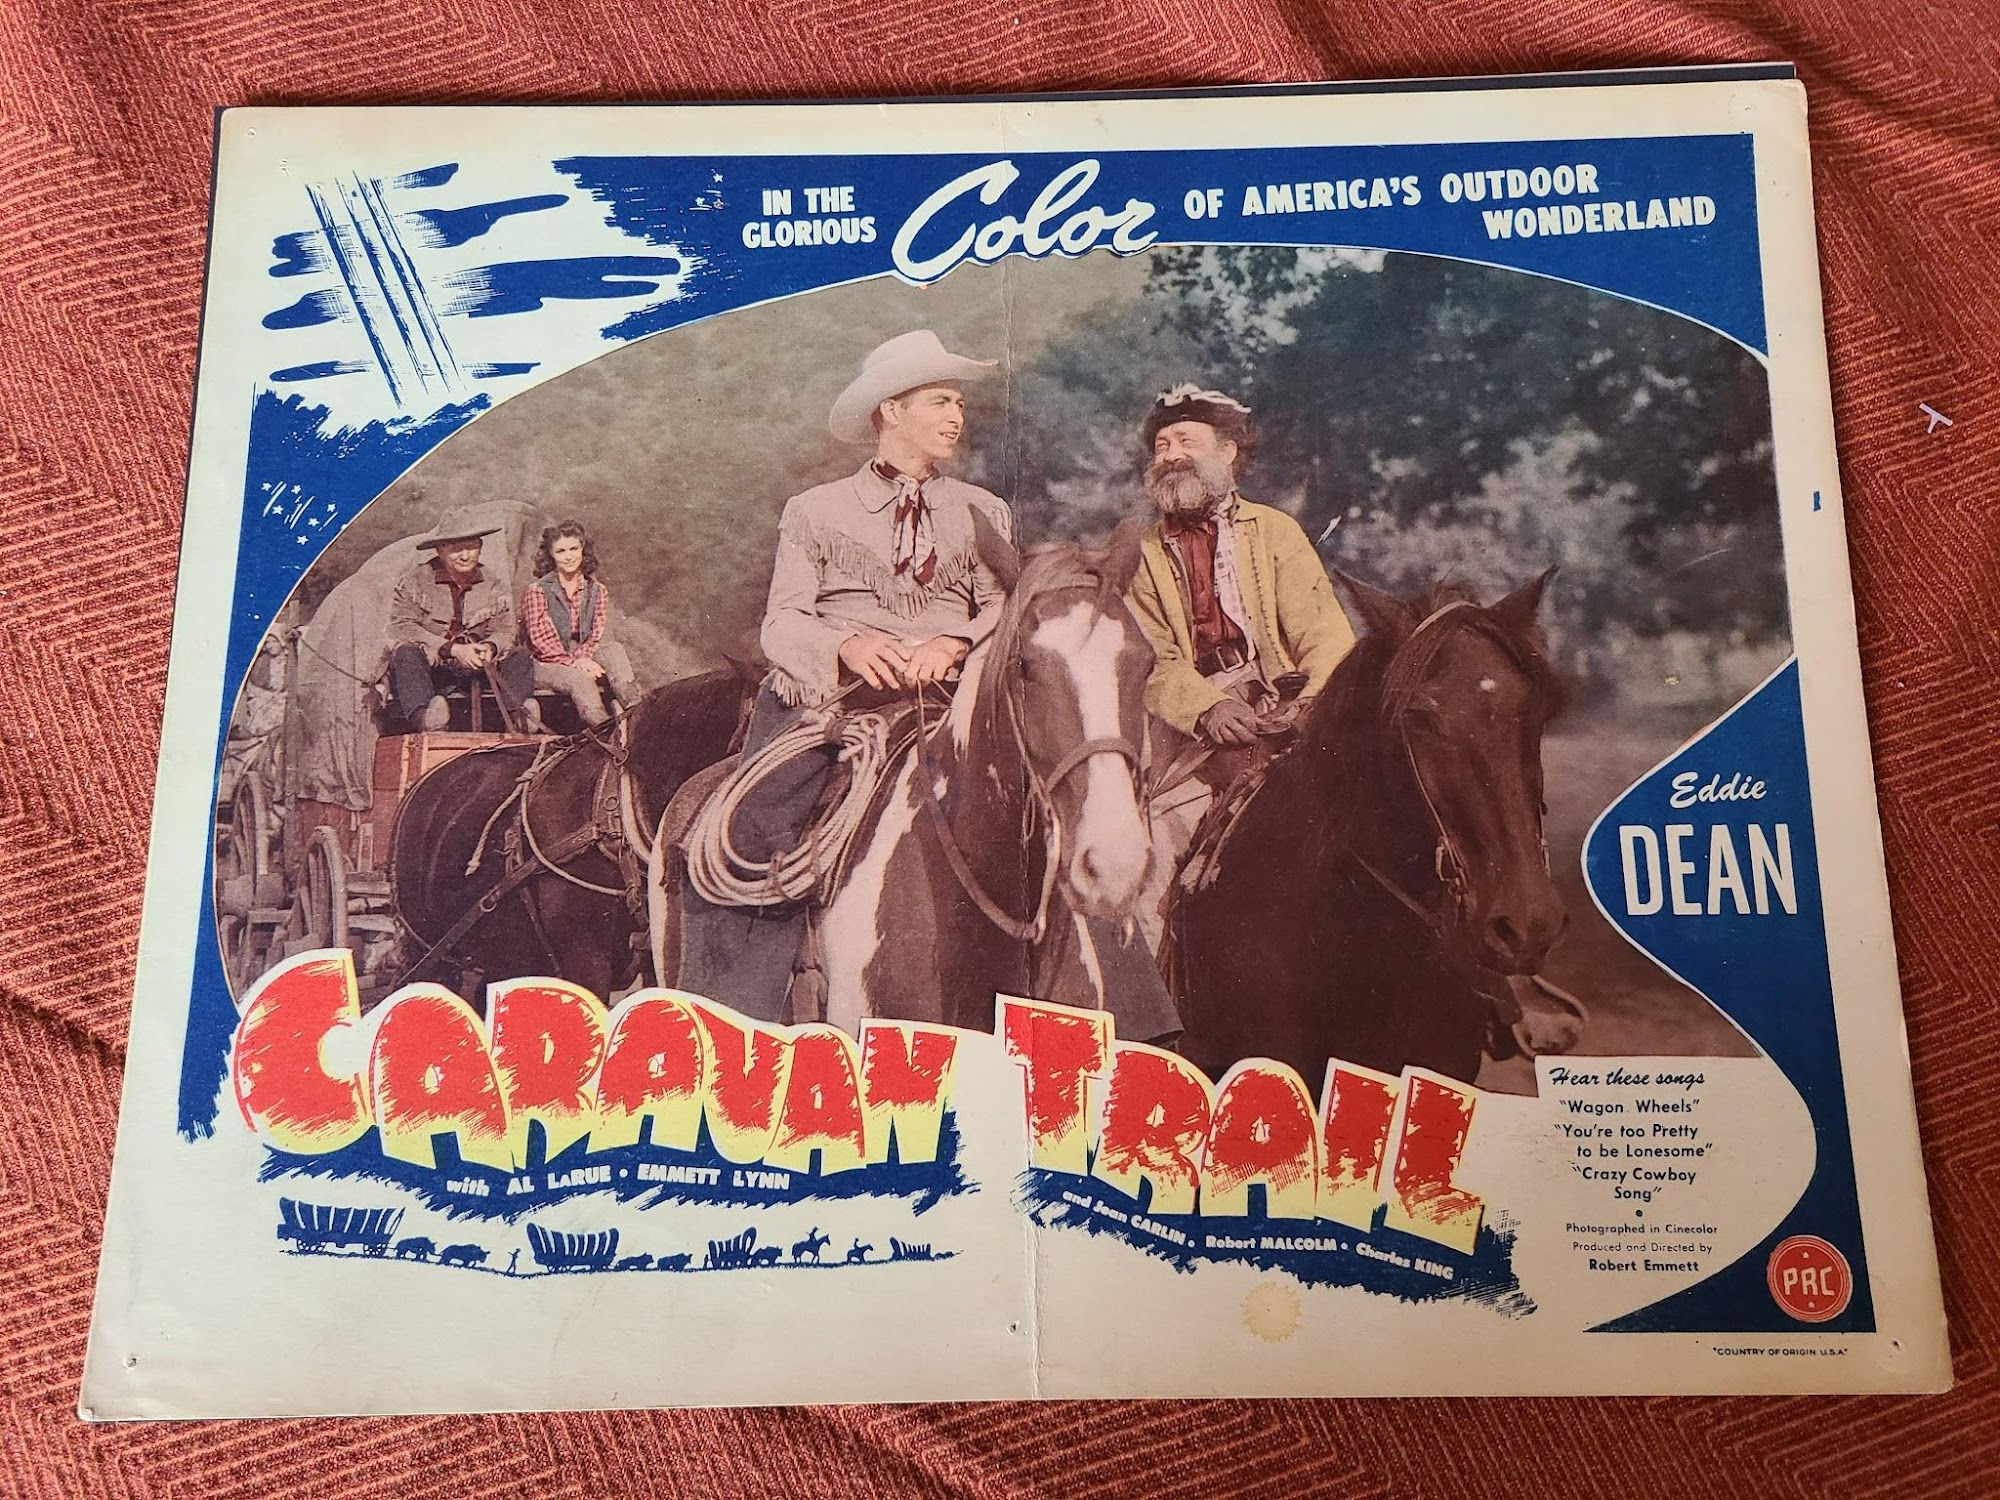 IN THE
GLORIOUS
Color
OF AMERICA'S OUTDOOR
WONDERLAND
Eddie
DEAN
CARAVAN TRAIL
with AL LaRUE • EMMETT LYNN
and Joan CARLIN • Robert MALCOLM • Charles KING
Hear these songs
"Wagon Wheels"
"You're too Pretty
to be Lonesome"
"Crazy Cowboy
Song"
Photographed in Cinecolor
Produced and Directed by
Robert Emmett
PRC
"COUNTRY OF ORIGIN U.S.A."